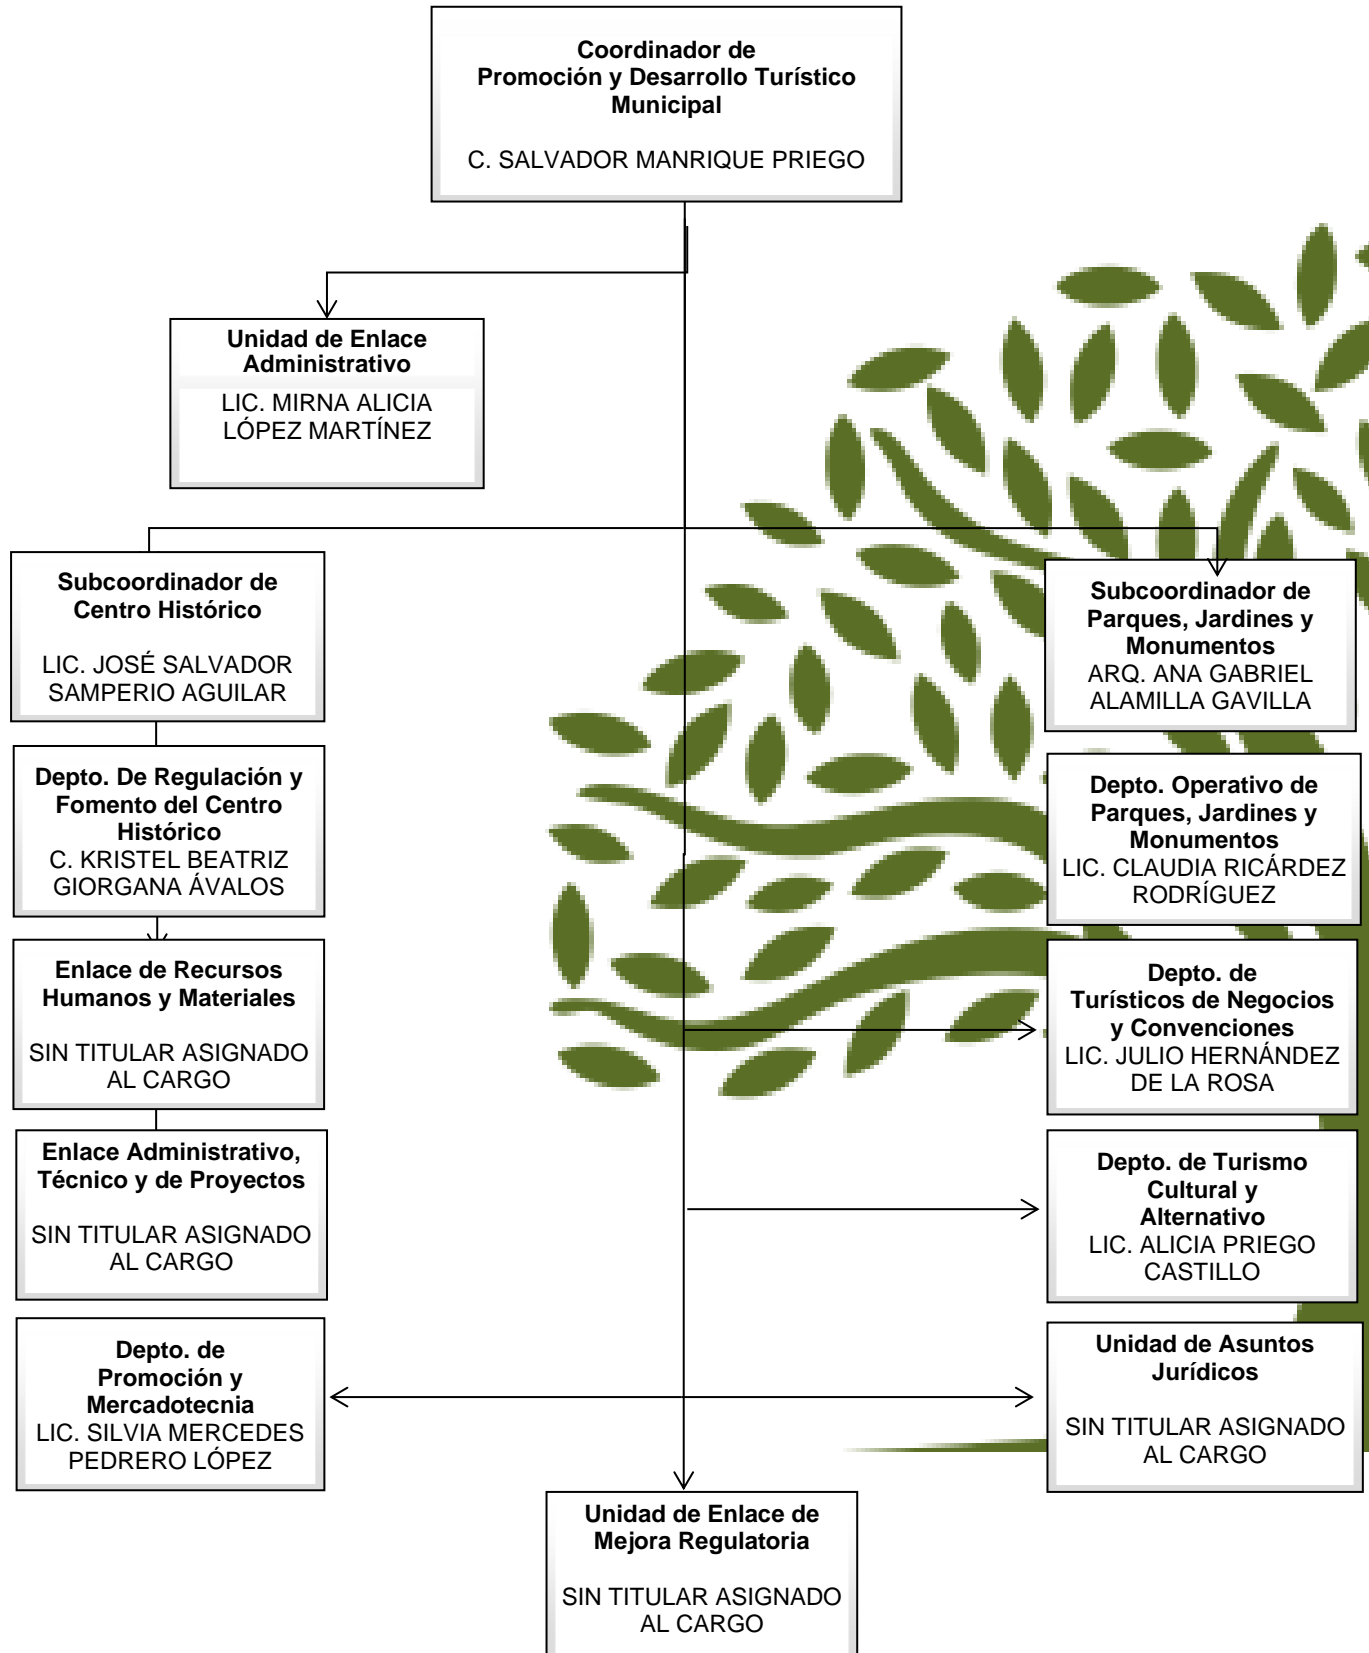 Coordinador de
Promoción y Desarrollo Turístico
Municipal
C. SALVADOR MANRIQUE PRIEGO
Unidad de Enlace
Administrativo
LIC. MIRNA ALICIA
LÓPEZ MARTÍNEZ
Subcoordinador de
Centro Histórico
LIC. JOSÉ SALVADOR
SAMPERIO AGUILAR
Subcoordinador de
Parques, Jardines y
Monumentos
ARQ. ANA GABRIEL
ALAMILLA GAVILLA
Depto. De Regulación y
Fomento del Centro
Histórico
C. KRISTEL BEATRIZ
GIORGANA ÁVALOS
Depto. Operativo de
Parques, Jardines y
Monumentos
LIC. CLAUDIA RICÁRDEZ
RODRÍGUEZ
Enlace de Recursos
Humanos y Materiales
SIN TITULAR ASIGNADO
AL CARGO
Depto. de
Turísticos de Negocios
y Convenciones
LIC. JULIO HERNÁNDEZ
DE LA ROSA
Enlace Administrativo,
Técnico y de Proyectos
SIN TITULAR ASIGNADO
AL CARGO
Depto. de Turismo
Cultural y
Alternativo
LIC. ALICIA PRIEGO
CASTILLO
Depto. de
Promoción y
Mercadotecnia
LIC. SILVIA MERCEDES
PEDRERO LÓPEZ
Unidad de Asuntos
Jurídicos
SIN TITULAR ASIGNADO
AL CARGO
Unidad de Enlace de
Mejora Regulatoria
SIN TITULAR ASIGNADO
AL CARGO